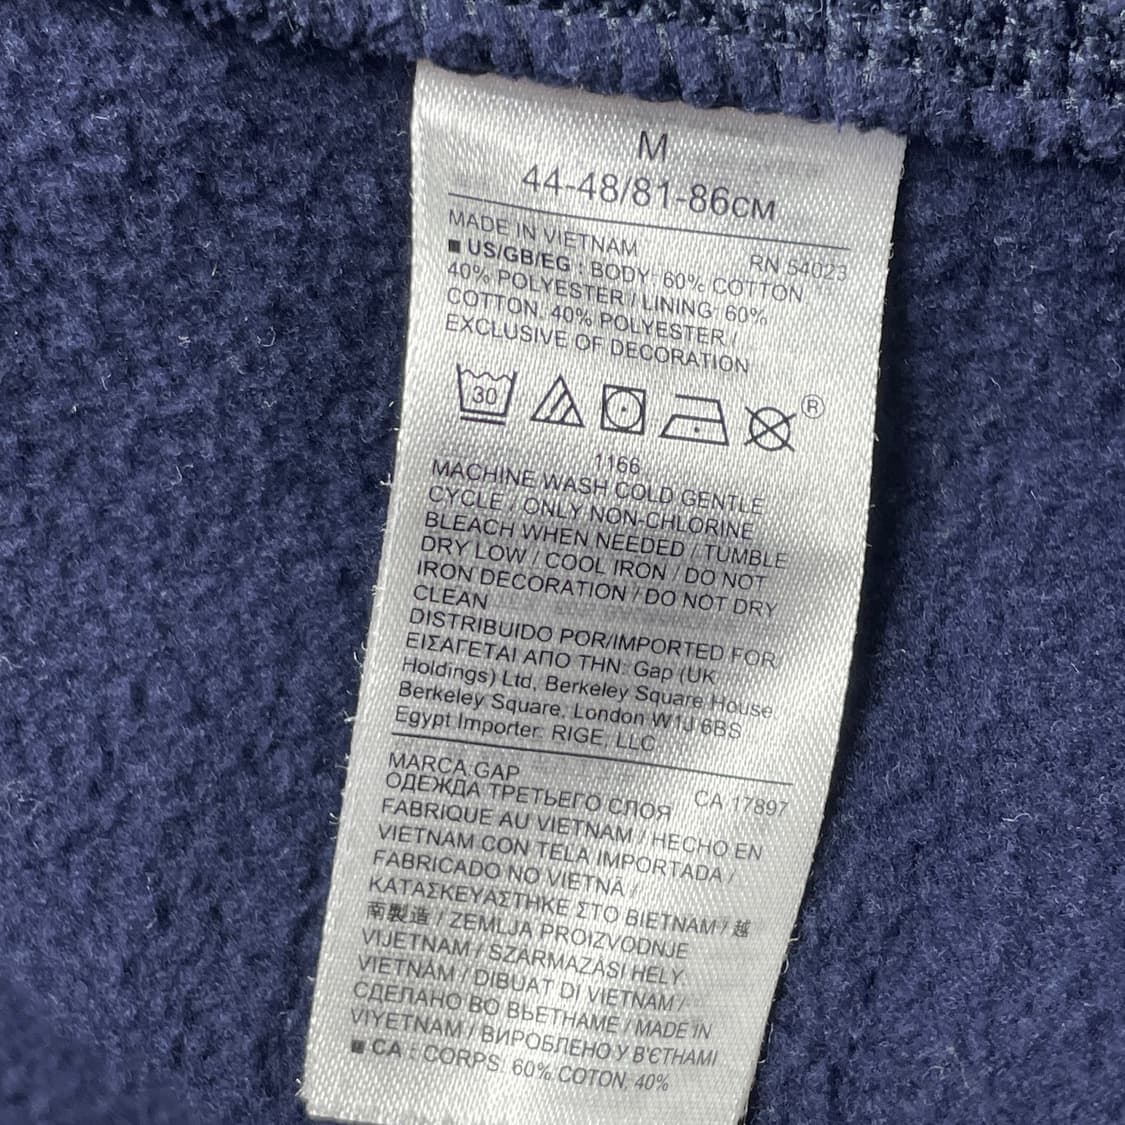 M
44-48/81-86см
MADE IN VIETNAM
RN 54023
■ US/GB/EG : BODY: 60% COTTON
40% POLYESTER / LINING: 60%
COTTON, 40% POLYESTER /
EXCLUSIVE OF DECORATION
30
®
1166
MACHINE WASH COLD GENTLE
CYCLE / ONLY NON-CHLORINE
BLEACH WHEN NEEDED / TUMBLE
DRY LOW / COOL IRON / DO NOT
IRON DECORATION / DO NOT DRY
CLEAN
DISTRIBUIDO POR/IMPORTED FOR/
ΕΙΣΑΓΕΤΑΙ ΑΠΟ ΤΗΝ: Gap (UK
Holdings) Ltd, Berkeley Square House,
Berkeley Square, London W1J 6BS
Egypt Importer: RIGE, LLC
MARCA.GAP
CA 17897
ОДЕЖДА ТРЕТЬЕГО СЛОЯ
FABRIQUE AU VIETNAM / HECHO EN
VIETNAM CON TELA IMPORTADA /
FABRICADO NO VIETNÃ /
ΚΑΤΑΣΚΕΥΑΣΤΗΚΕ ΣΤΟ ΒΙΕΤΝΑΜ / 越
南製造 / ZEMLJA PROIZVODNJE
VIJETNAM / SZÁRMAZÁSI HELY
VIETNÁM / DIBUAT DI VIETNAM /
СДЕЛАНО ВО ВЬЕТНАМЕ / MADE IN
VIYETNAM / ВИРОБЛЕНО У В'ЄТНАМІ
■ CA : CORPS: 60% COTON, 40%